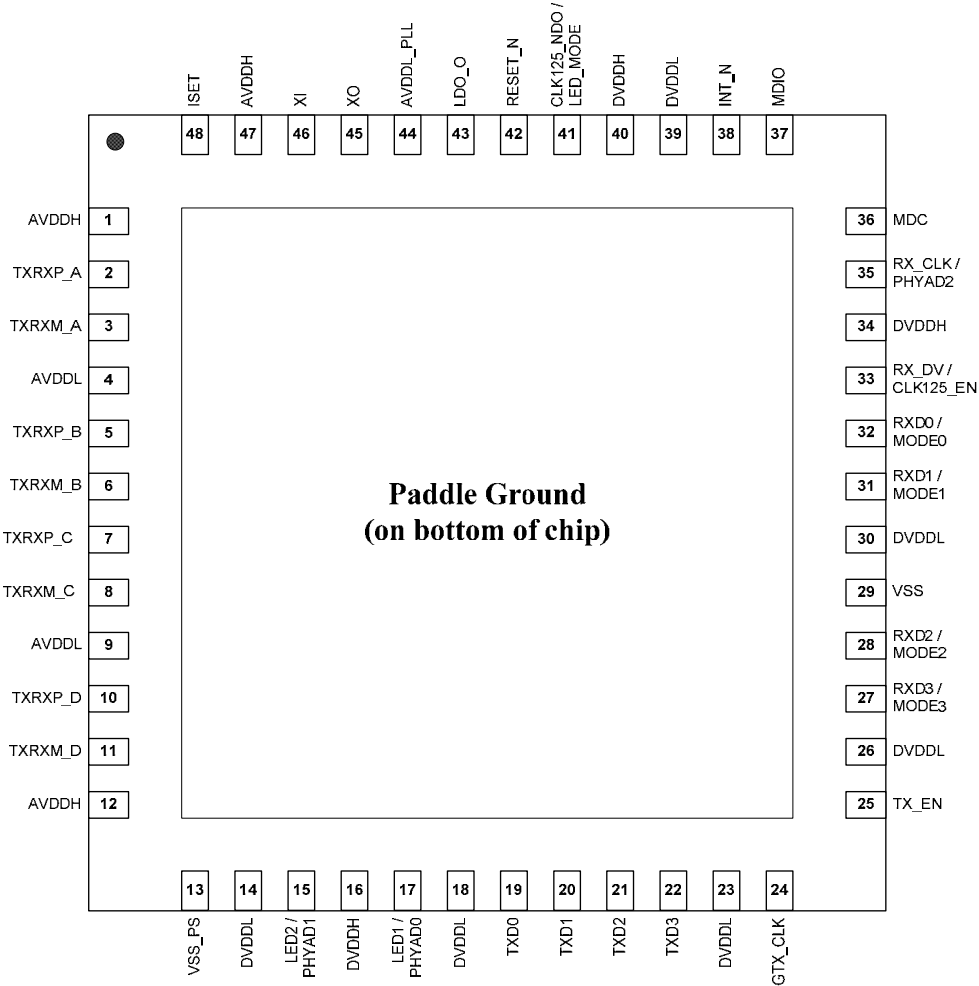 ISET
AVDDH
XI
XO
AVDDL_PLL
LDO_O
RESET_N
CLK125_NDO /
LED_MODE
DVDDH
DVDDL
INT_N
MDIO
48
47
46
45
44
43
42
41
40
39
38
37
AVDDH 1
TXRXP_A 2
TXRXM_A 3
AVDDL 4
TXRXP_B 5
TXRXM_B 6
TXRXP_C 7
TXRXM_C 8
AVDDL 9
TXRXP_D 10
TXRXM_D 11
AVDDH 12
Paddle Ground
(on bottom of chip)
36 MDC
35 RX_CLK /
PHYAD2
34 DVDDH
33 RX_DV /
CLK125_EN
32 RXD0 /
MODE0
31 RXD1 /
MODE1
30 DVDDL
29 VSS
28 RXD2 /
MODE2
27 RXD3 /
MODE3
26 DVDDL
25 TX_EN
13
14
15
16
17
18
19
20
21
22
23
24
VSS_PS
DVDDL
LED2 /
PHYAD1
DVDDH
LED1 /
PHYAD0
DVDDL
TXD0
TXD1
TXD2
TXD3
DVDDL
GTX_CLK